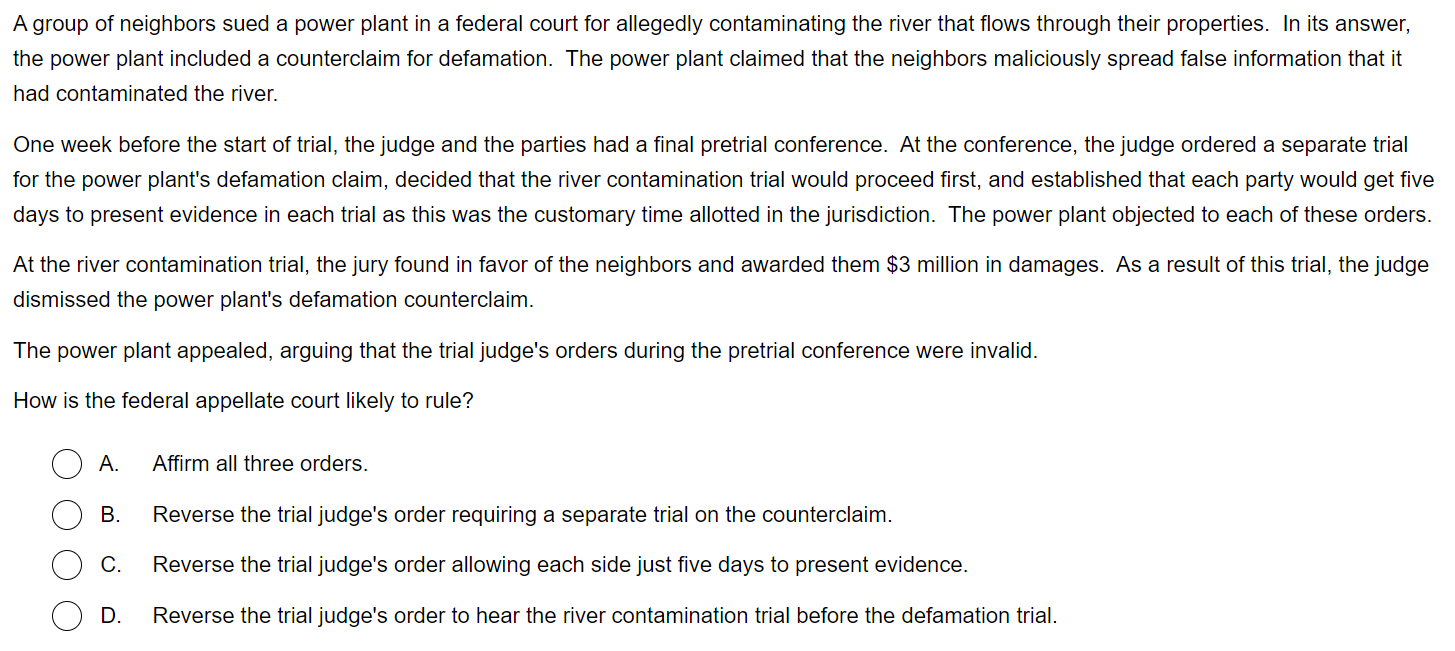 A group of neighbors sued a power plant in a federal court for allegedly contaminating the river that flows through their properties.  In its answer,
the power plant included a counterclaim for defamation.  The power plant claimed that the neighbors maliciously spread false information that it
had contaminated the river.
One week before the start of trial, the judge and the parties had a final pretrial conference.  At the conference, the judge ordered a separate trial
for the power plant's defamation claim, decided that the river contamination trial would proceed first, and established that each party would get five
days to present evidence in each trial as this was the customary time allotted in the jurisdiction.  The power plant objected to each of these orders.
At the river contamination trial, the jury found in favor of the neighbors and awarded them $3 million in damages.  As a result of this trial, the judge
dismissed the power plant's defamation counterclaim.
The power plant appealed, arguing that the trial judge's orders during the pretrial conference were invalid.
How is the federal appellate court likely to rule?
A. Affirm all three orders.
B. Reverse the trial judge's order requiring a separate trial on the counterclaim.
C. Reverse the trial judge's order allowing each side just five days to present evidence.
D. Reverse the trial judge's order to hear the river contamination trial before the defamation trial.